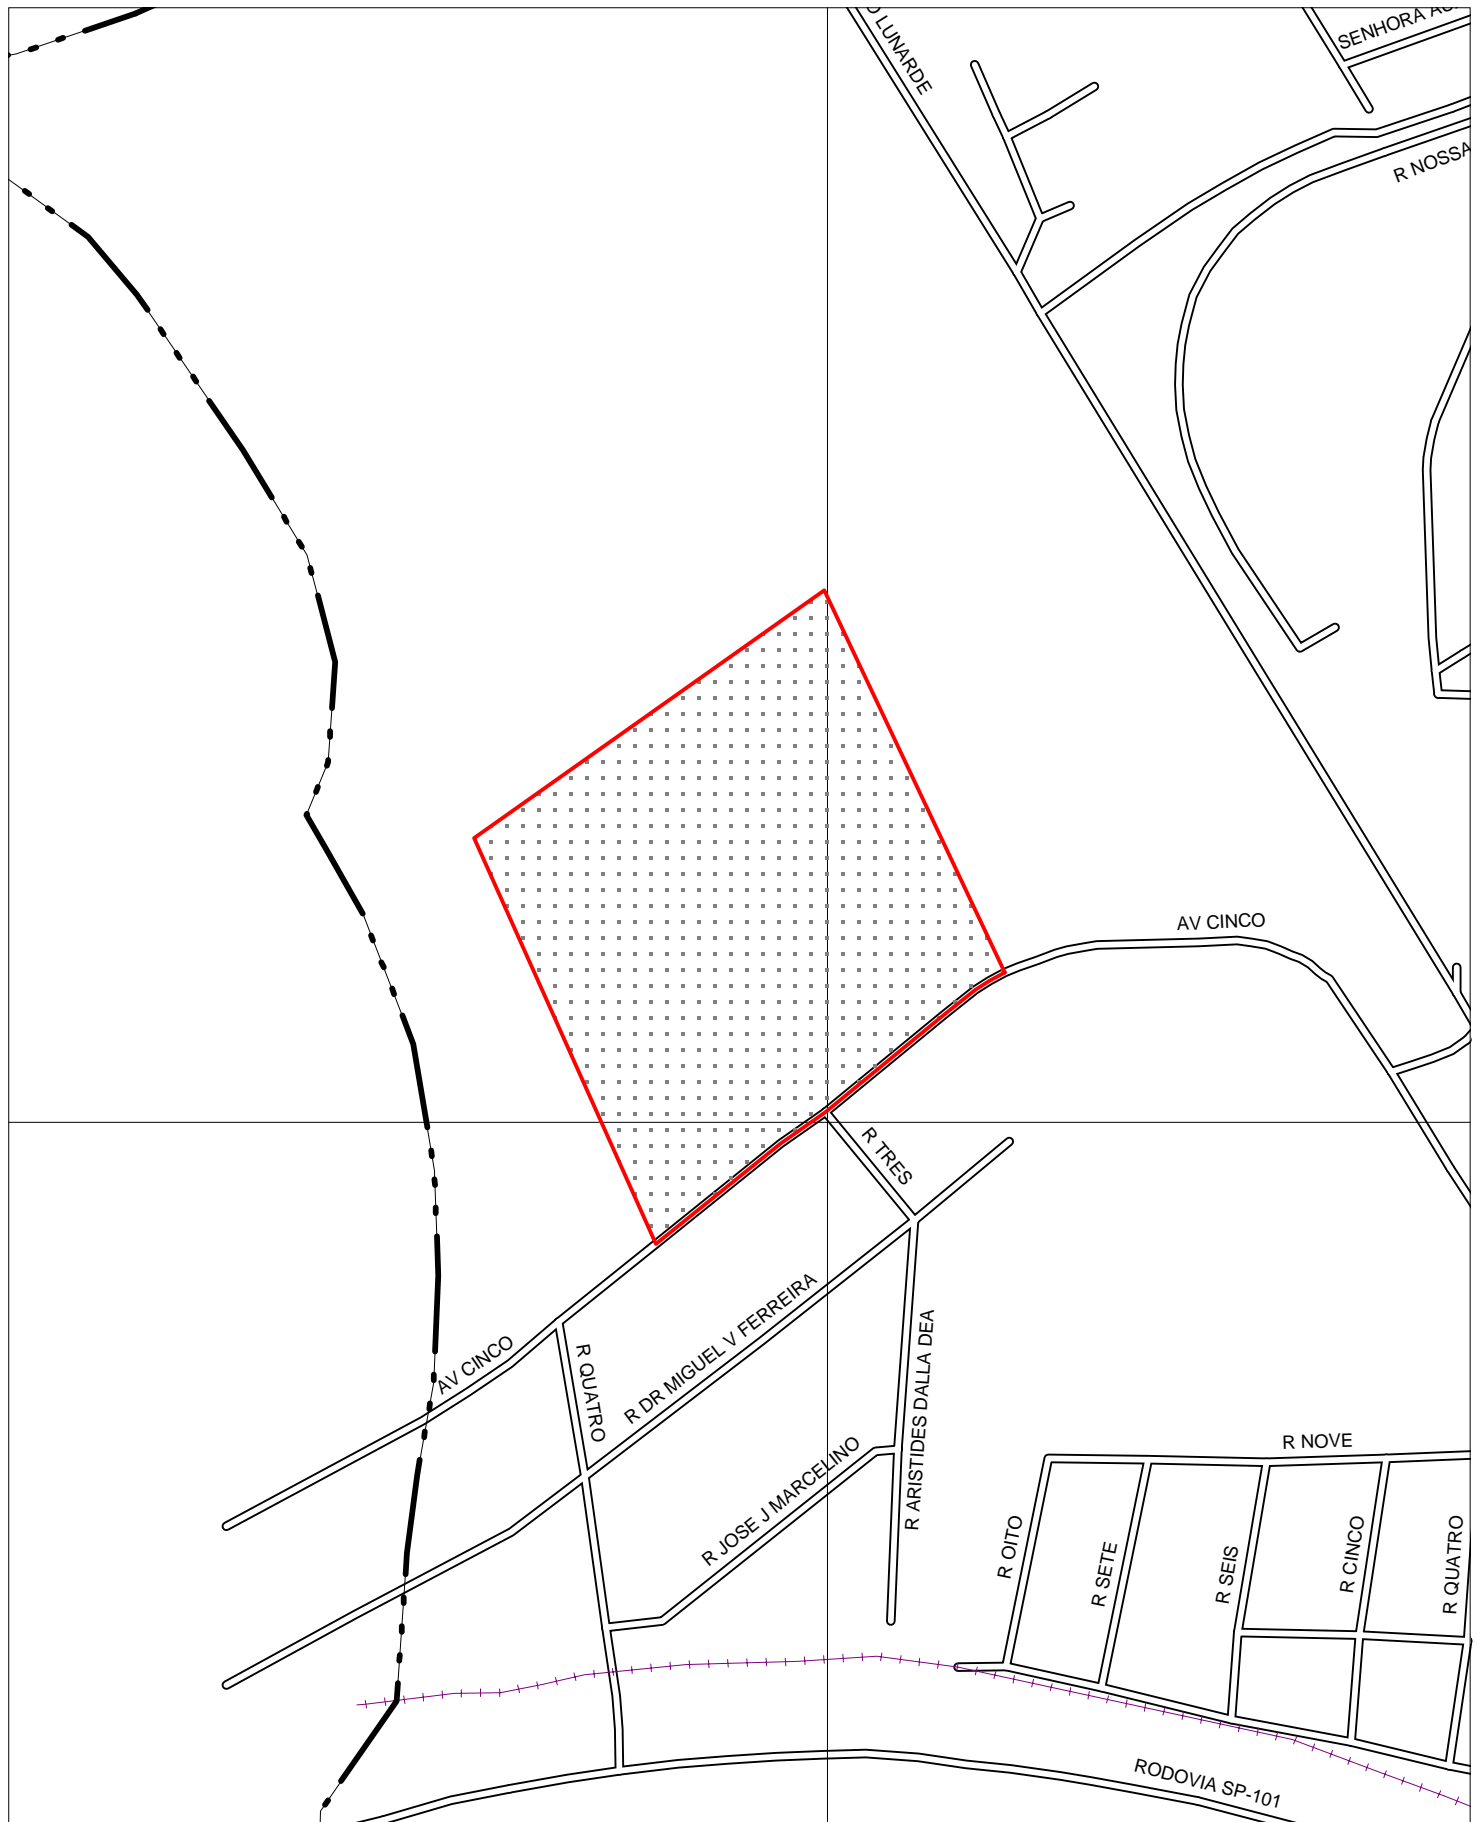 O LUNARDE
SENHORA
R NOSSA
AV CINCO
R TRES
R DR MIGUEL V FERREIRA
AV CINCO
R QUATRO
R ARISTIDES DALLA DEA
R JOSE J MARCELINO
R NOVE
R OITO
R SETE
R SEIS
R CINCO
R QUATRO
RODOVIA SP-101